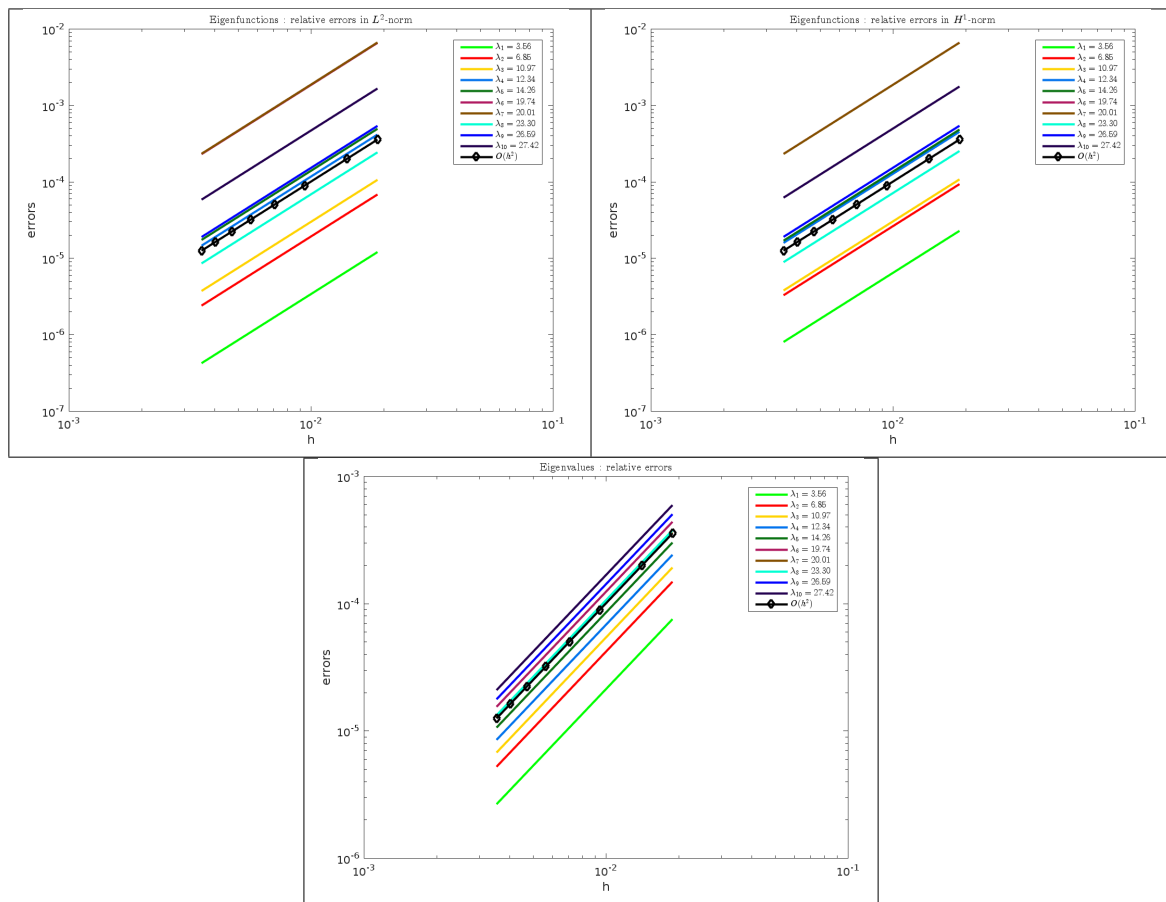 Eigenfunctions : relative errors in L²-norm
10⁻²
10⁻³
10⁻⁴
10⁻⁵
10⁻⁶
10⁻⁷
errors
λ₁ = 3.56
λ₂ = 6.85
λ₃ = 10.97
λ₄ = 12.34
λ₅ = 14.26
λ₆ = 19.74
λ₇ = 20.01
λ₈ = 23.30
λ₉ = 26.59
λ₁₀ = 27.42
O(h²)
10⁻³
10⁻²
10⁻¹
h
Eigenfunctions : relative errors in H¹-norm
10⁻²
10⁻³
10⁻⁴
10⁻⁵
10⁻⁶
10⁻⁷
errors
λ₁ = 3.56
λ₂ = 6.85
λ₃ = 10.97
λ₄ = 12.34
λ₅ = 14.26
λ₆ = 19.74
λ₇ = 20.01
λ₈ = 23.30
λ₉ = 26.59
λ₁₀ = 27.42
O(h²)
10⁻³
10⁻²
10⁻¹
h
Eigenvalues : relative errors
10⁻³
10⁻⁴
10⁻⁵
10⁻⁶
errors
λ₁ = 3.56
λ₂ = 6.85
λ₃ = 10.97
λ₄ = 12.34
λ₅ = 14.26
λ₆ = 19.74
λ₇ = 20.01
λ₈ = 23.30
λ₉ = 26.59
λ₁₀ = 27.42
O(h²)
10⁻³
10⁻²
10⁻¹
h